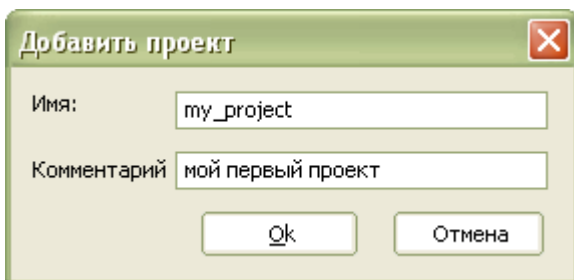 Добавить проект
Имя: my_project
Комментарий мой первый проект
Ok Отмена